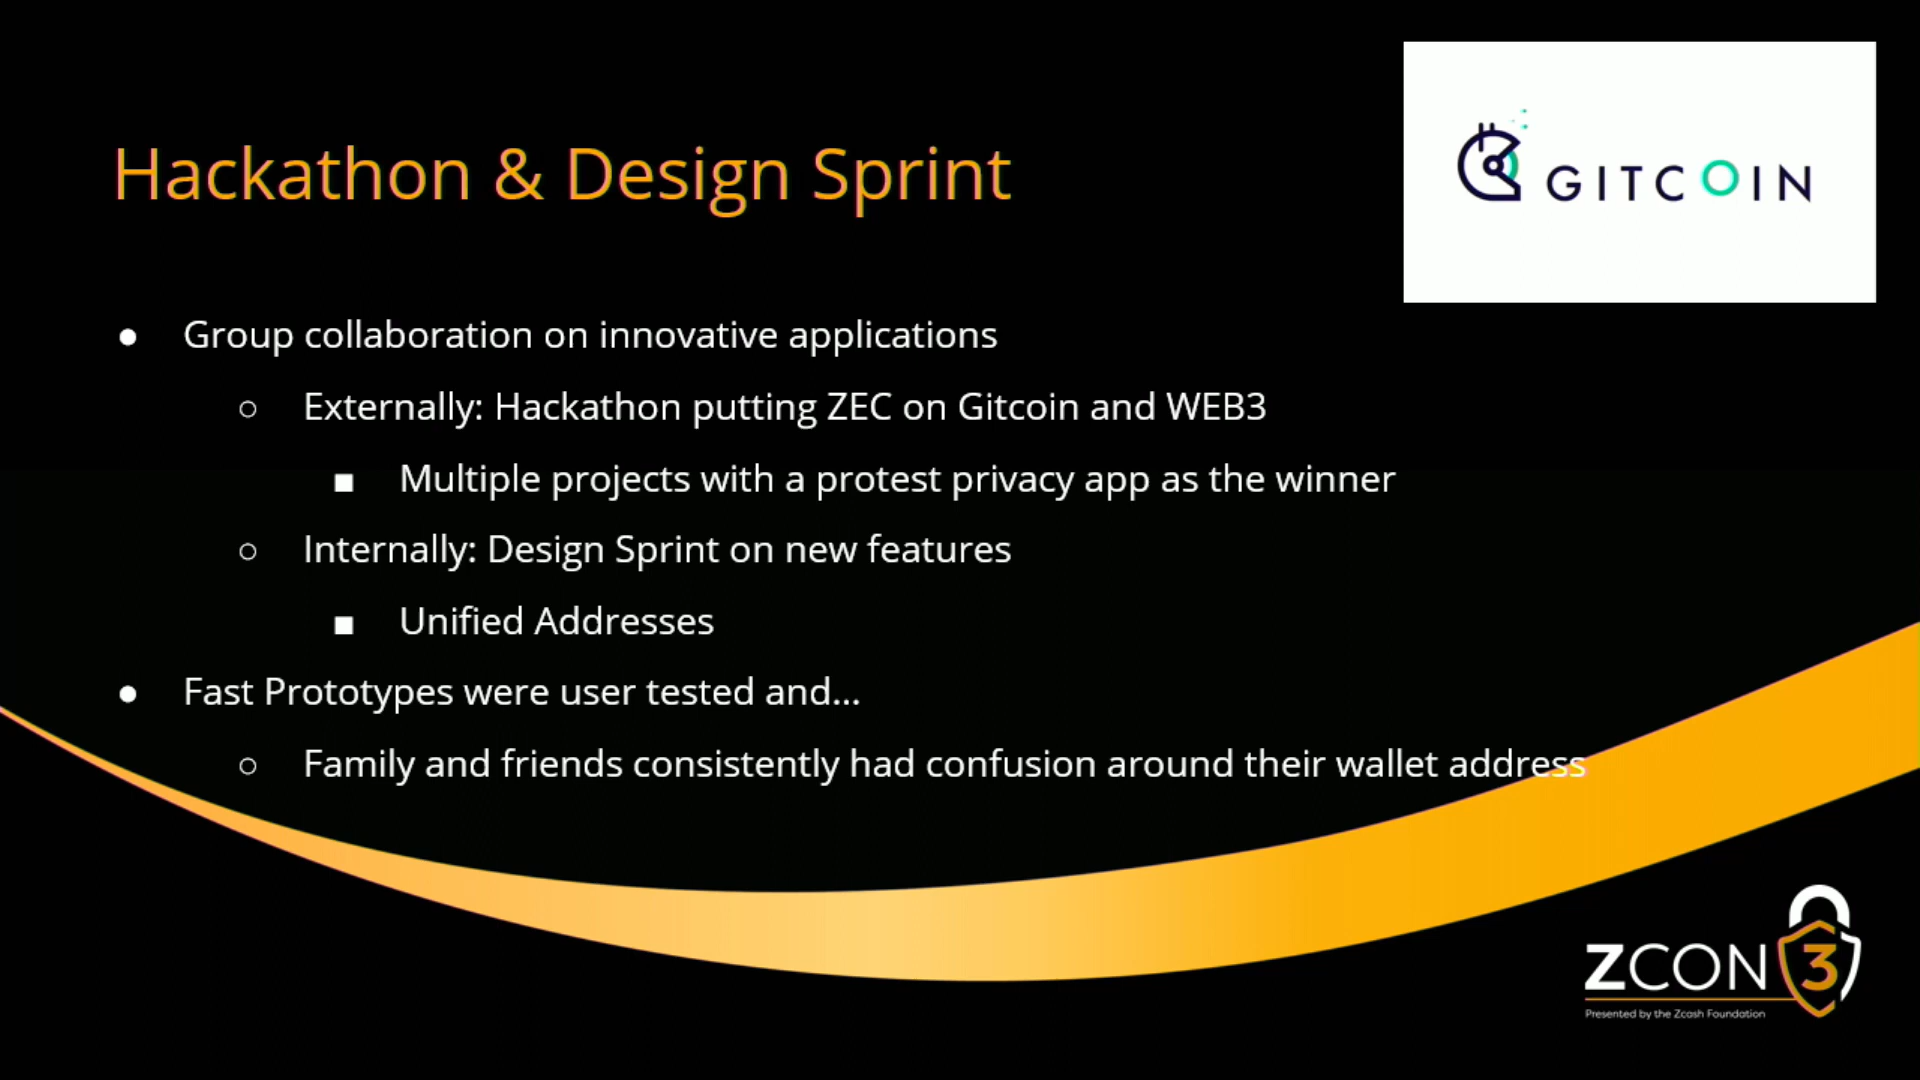 Hackathon & Design Sprint
GITCOIN
● Group collaboration on innovative applications
○ Externally: Hackathon putting ZEC on Gitcoin and WEB3
■ Multiple projects with a protest privacy app as the winner
○ Internally: Design Sprint on new features
■ Unified Addresses
● Fast Prototypes were user tested and...
○ Family and friends consistently had confusion around their wallet address
ZCON 3
Presented by the Zcash Foundation